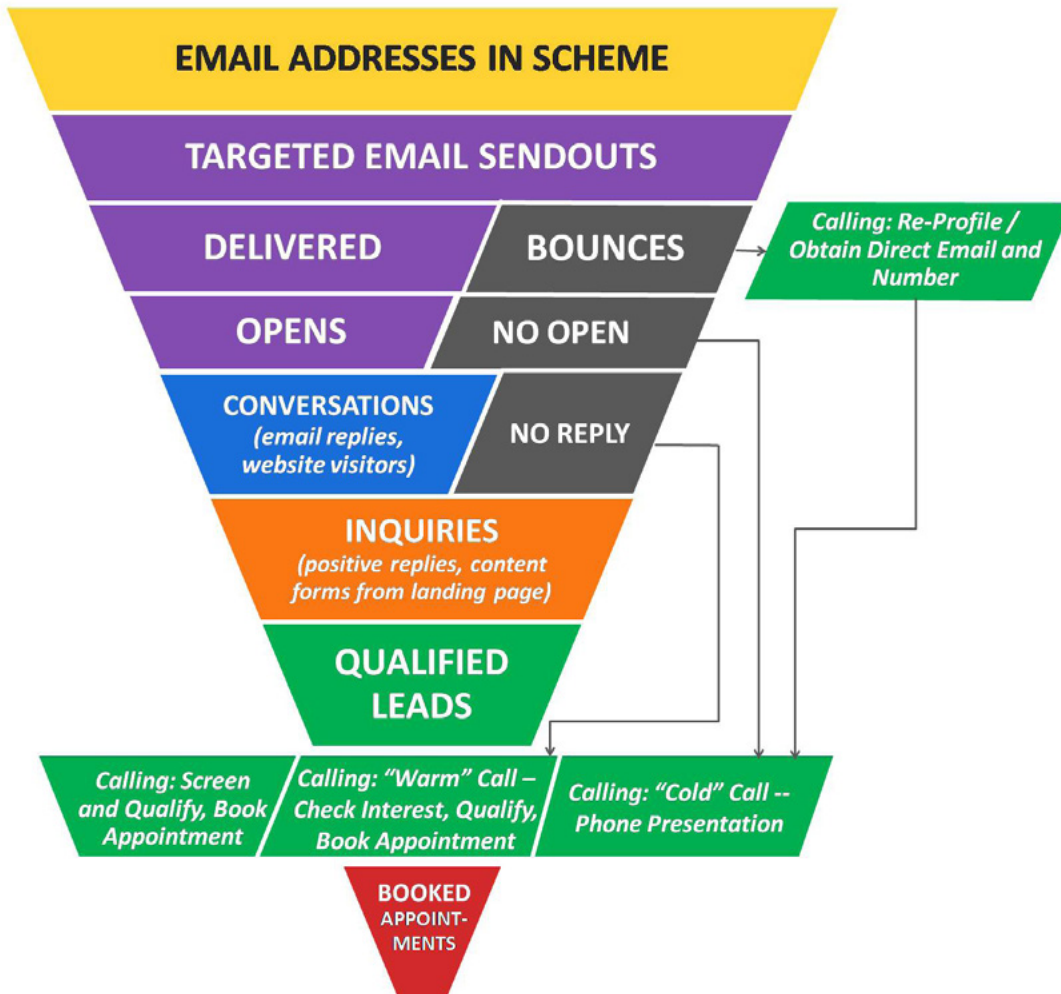 EMAIL ADDRESSES IN SCHEME
TARGETED EMAIL SENDOUTS
DELIVERED
BOUNCES
Calling: Re-Profile /
Obtain Direct Email and
Number
OPENS
NO OPEN
CONVERSATIONS
(email replies,
website visitors)
NO REPLY
INQUIRIES
(positive replies, content
forms from landing page)
QUALIFIED
LEADS
Calling: Screen
and Qualify, Book
Appointment
Calling: “Warm” Call –
Check Interest, Qualify,
Book Appointment
Calling: “Cold” Call --
Phone Presentation
BOOKED
APPOINT-
MENTS